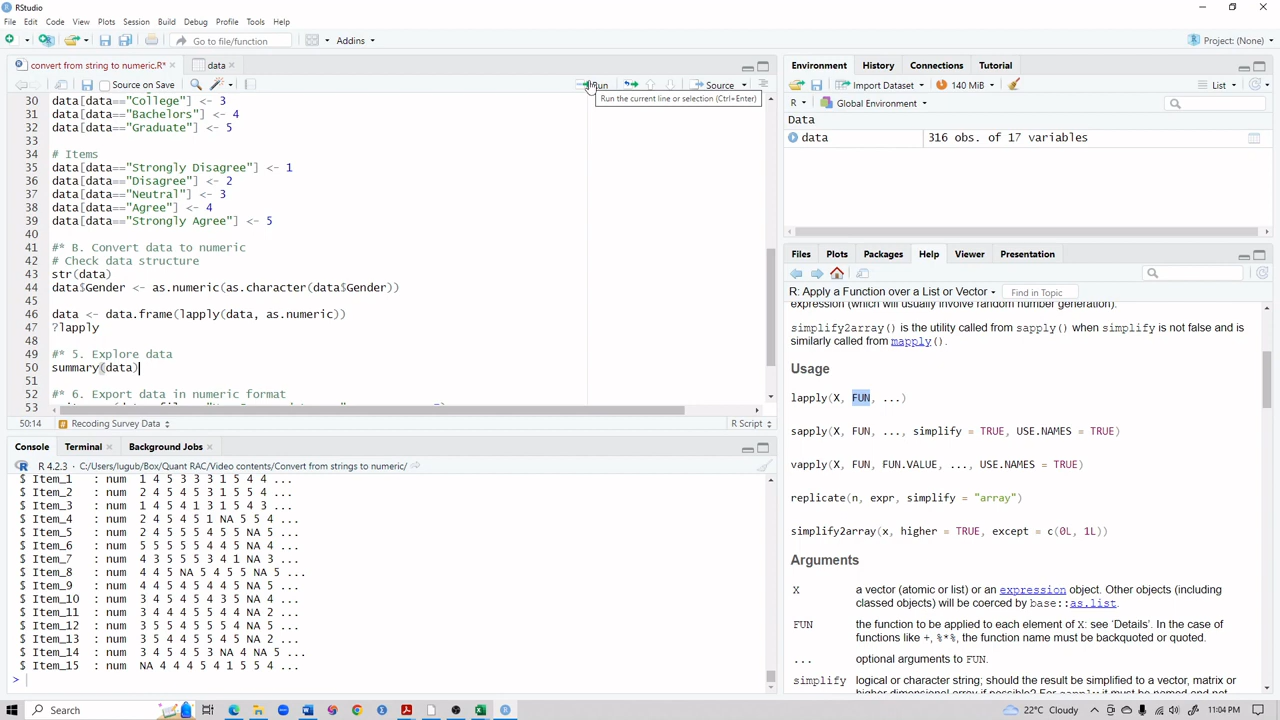 RStudio
File Edit Code View Plots Session Build Debug Profile Tools Help
Go to file/function Addins Project: (None)
convert from string to numeric.R* data
Source on Save Run Source
Run the current line or selection (Ctrl+Enter)
30 data[data=="College"] <- 3
31 data[data=="Bachelors"] <- 4
32 data[data=="Graduate"] <- 5
33
34 # Items
35 data[data=="Strongly Disagree"] <- 1
36 data[data=="Disagree"] <- 2
37 data[data=="Neutral"] <- 3
38 data[data=="Agree"] <- 4
39 data[data=="Strongly Agree"] <- 5
40
41 #* B. Convert data to numeric
42 # Check data structure
43 str(data)
44 data$Gender <- as.numeric(as.character(data$Gender))
45
46 data <- data.frame(lapply(data, as.numeric))
47 ?lapply
48
49 #* 5. Explore data
50 summary(data)
51
52 #* 6. Export data in numeric format
53
50:14 Recoding Survey Data R Script
Console Terminal Background Jobs
R 4.2.3 · C:/Users/lugub/Box/Quant RAC/Video contents/Convert from strings to numeric/
$ Item_1 : num 1 4 5 3 3 3 1 5 4 4 ...
$ Item_2 : num 2 4 5 4 5 3 1 5 5 4 ...
$ Item_3 : num 1 4 5 4 1 3 1 5 4 3 ...
$ Item_4 : num 2 4 5 4 5 1 NA 5 5 4 ...
$ Item_5 : num 2 4 5 5 5 4 5 5 NA 5 ...
$ Item_6 : num 5 5 5 5 5 4 4 5 NA 4 ...
$ Item_7 : num 4 3 5 5 5 3 4 1 NA 3 ...
$ Item_8 : num 4 4 5 NA 5 4 5 5 NA 5 ...
$ Item_9 : num 4 4 5 4 5 4 4 5 NA 5 ...
$ Item_10 : num 3 4 5 4 5 4 3 5 NA 4 ...
$ Item_11 : num 3 4 4 4 5 5 4 4 NA 2 ...
$ Item_12 : num 3 5 5 4 4 5 5 5 NA 5 ...
$ Item_13 : num 3 5 4 4 5 5 4 5 NA 2 ...
$ Item_14 : num 3 5 4 5 4 5 3 NA 4 NA 5 ...
$ Item_15 : num NA 4 4 4 5 4 1 5 5 4 ...
>
Environment History Connections Tutorial
Import Dataset 140 MiB List
R Global Environment
Data
data 316 obs. of 17 variables
Files Plots Packages Help Viewer Presentation
R: Apply a Function over a List or Vector Find in Topic
expression (which will usually involve random number generation).
simplify2array() is the utility called from sapply() when simplify is not false and is
similarly called from mapply().
Usage
lapply(X, FUN, ...)
sapply(X, FUN, ..., simplify = TRUE, USE.NAMES = TRUE)
vapply(X, FUN, FUN.VALUE, ..., USE.NAMES = TRUE)
replicate(n, expr, simplify = "array")
simplify2array(x, higher = TRUE, except = c(0L, 1L))
Arguments
X a vector (atomic or list) or an expression object. Other objects (including
classed objects) will be coerced by base::as.list.
FUN the function to be applied to each element of X: see ‘Details’. In the case of
functions like +, %*%, the function name must be backquoted or quoted.
... optional arguments to FUN.
simplify logical or character string; should the result be simplified to a vector, matrix or
Search 22°C Cloudy 11:04 PM